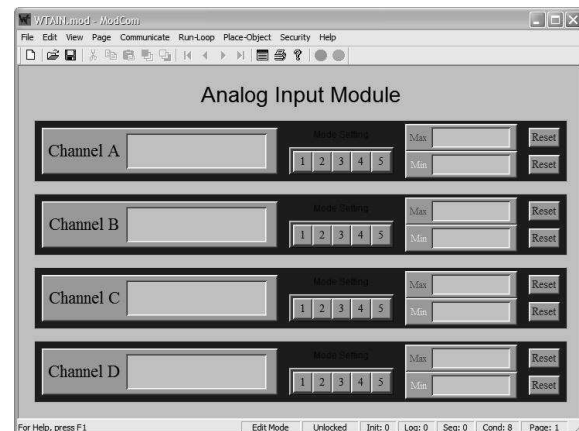 WTAIN.mod - ModCom
File Edit View Page Communicate Run-Loop Place-Object Security Help
Analog Input Module
Channel A
Mode Setting
1 2 3 4 5
Max
Min
Reset
Reset
Channel B
Mode Setting
1 2 3 4 5
Max
Min
Reset
Reset
Channel C
Mode Setting
1 2 3 4 5
Max
Min
Reset
Reset
Channel D
Mode Setting
1 2 3 4 5
Max
Min
Reset
Reset
For Help, press F1 Edit Mode Unlocked Init: 0 Log: 0 Seq: 0 Cond: 8 Page: 1